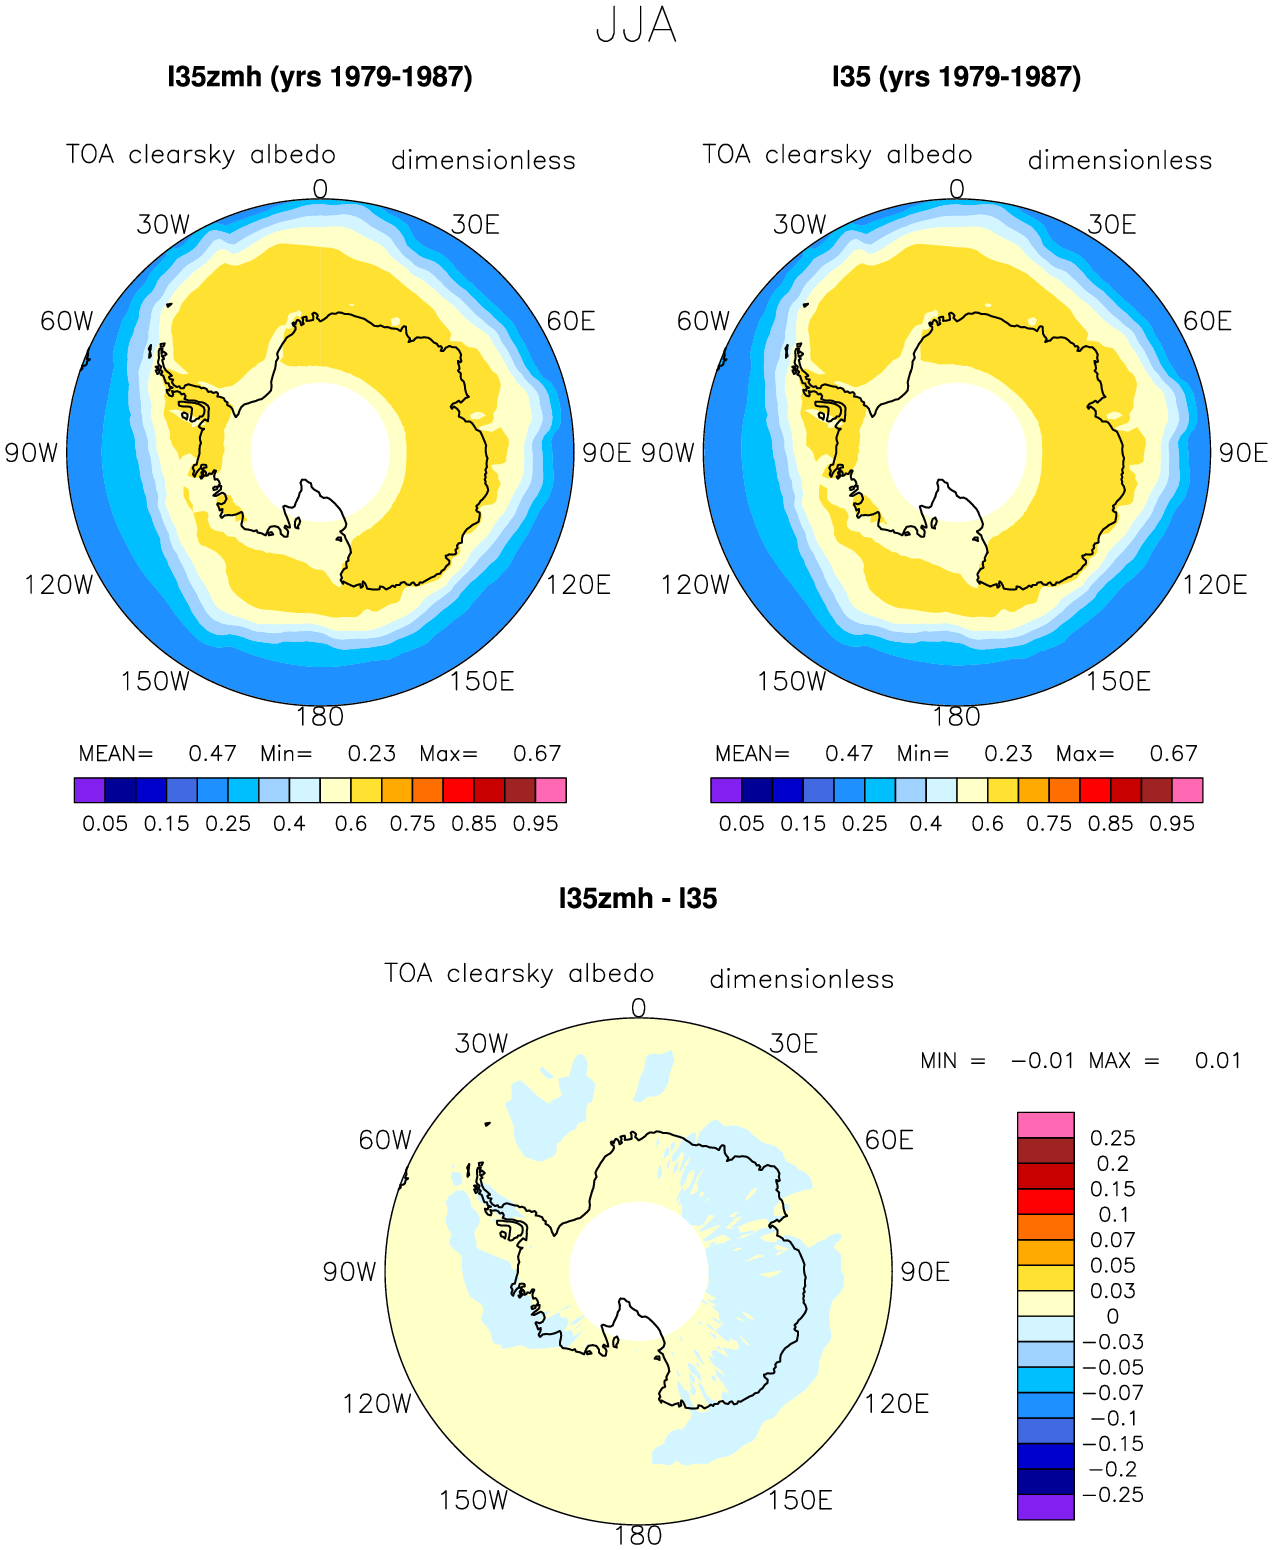 JJA
I35zmh (yrs 1979-1987)
I35 (yrs 1979-1987)
TOA clearsky albedo dimensionless
0
30W 30E
60W 60E
90W 90E
120W 120E
150W 150E
180
MEAN= 0.47 Min= 0.23 Max= 0.67
0.05 0.15 0.25 0.4 0.6 0.75 0.85 0.95
TOA clearsky albedo dimensionless
0
30W 30E
60W 60E
90W 90E
120W 120E
150W 150E
180
MEAN= 0.47 Min= 0.23 Max= 0.67
0.05 0.15 0.25 0.4 0.6 0.75 0.85 0.95
I35zmh - I35
TOA clearsky albedo dimensionless
0
30W 30E
60W 60E
90W 90E
120W 120E
150W 150E
180
MIN = -0.01 MAX = 0.01
0.25
0.2
0.15
0.1
0.07
0.05
0.03
0
-0.03
-0.05
-0.07
-0.1
-0.15
-0.2
-0.25